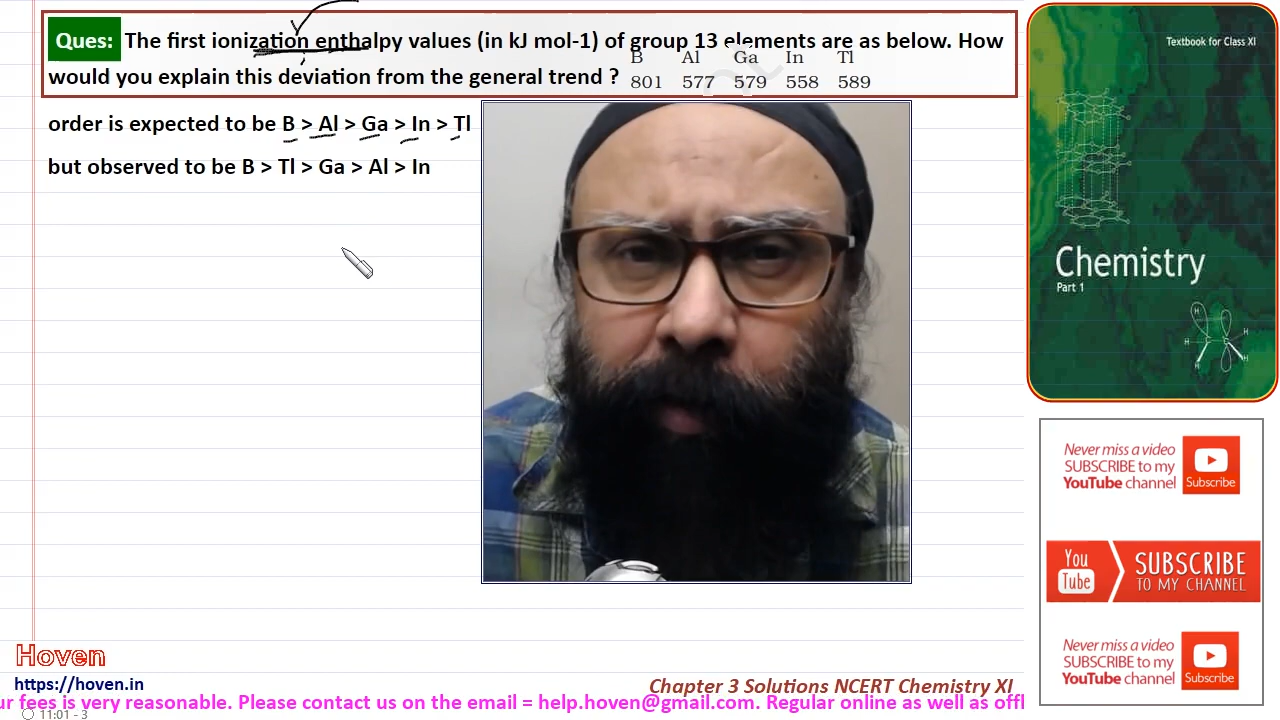 Ques: The first ionization enthalpy values (in kJ mol-1) of group 13 elements are as below. How
would you explain this deviation from the general trend ?
B Al Ga In Tl
801 577 579 558 589
order is expected to be B > Al > Ga > In > Tl
but observed to be B > Tl > Ga > Al > In
Textbook for Class XI
Chemistry
Part 1
Never miss a video
SUBSCRIBE to my
YouTube channel
Subscribe
You
Tube
SUBSCRIBE
TO MY CHANNEL
Never miss a video
SUBSCRIBE to my
YouTube channel
Subscribe
Hoven
https://hoven.in
Chapter 3 Solutions NCERT Chemistry XI
ur fees is very reasonable. Please contact us on the email = help.hoven@gmail.com. Regular online as well as offl
11:01 - 3